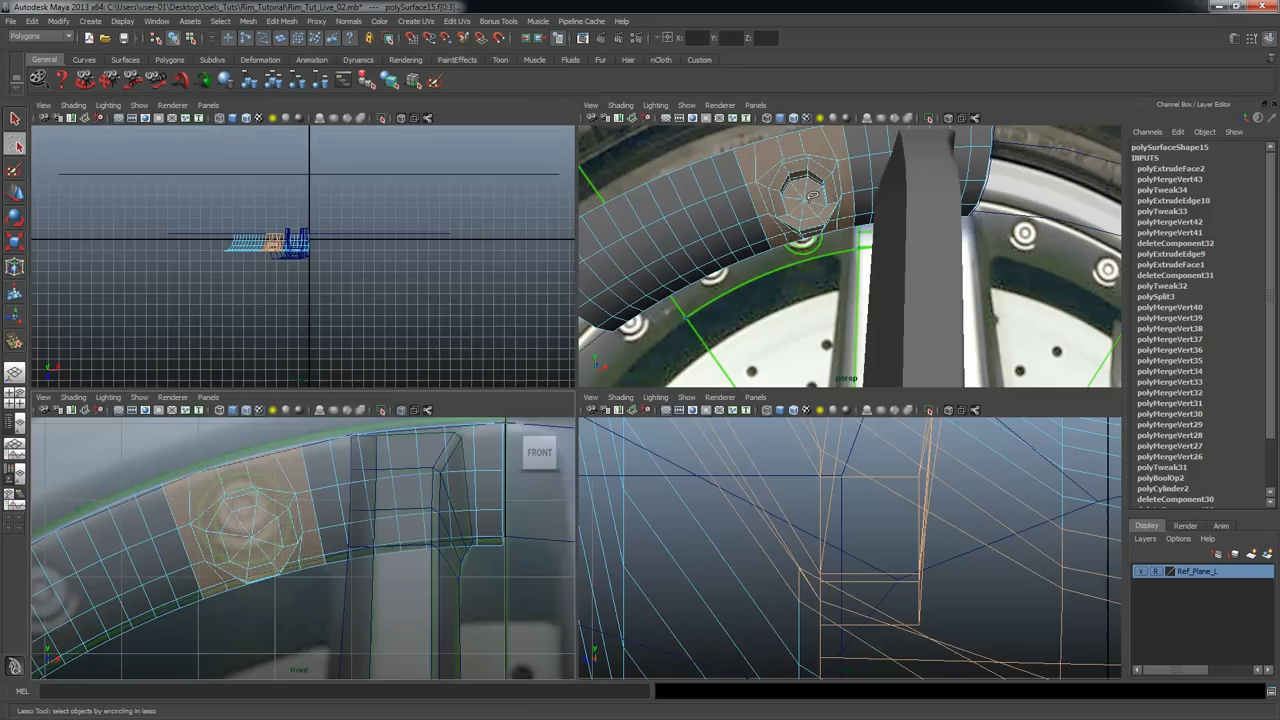 Autodesk Maya 2013 x64: C:\Users\user-01\Desktop\Joels_Tuts\Rim_Tutorial\Rim_Tut_Live_02.mb* --- polySurface15.f[0:3]...
File Edit Modify Create Display Window Assets Select Mesh Edit Mesh Proxy Normals Color Create UVs Edit UVs Bonus Tools Muscle Pipeline Cache Help
Polygons X: Y: Z:
General Curves Surfaces Polygons Subdivs Deformation Animation Dynamics Rendering PaintEffects Toon Muscle Fluids Fur Hair nCloth Custom
View Shading Lighting Show Renderer Panels
View Shading Lighting Show Renderer Panels
Channel Box / Layer Editor
Channels Edit Object Show
polySurfaceShape15
INPUTS
polyExtrudeFace2
polyMergeVert43
polyTweak34
polyExtrudeEdge10
polyTweak33
polyMergeVert42
polyMergeVert41
deleteComponent32
polyExtrudeEdge9
polyExtrudeFace1
deleteComponent31
polyTweak32
polySplit3
polyMergeVert40
polyMergeVert39
polyMergeVert38
polyMergeVert37
polyMergeVert36
polyMergeVert35
polyMergeVert34
polyMergeVert33
polyMergeVert32
polyMergeVert31
polyMergeVert30
polyMergeVert29
polyMergeVert28
polyMergeVert27
polyMergeVert26
polyTweak31
polyBoolOp2
polyCylinder2
deleteComponent30
persp
View Shading Lighting Show Renderer Panels
View Shading Lighting Show Renderer Panels
FRONT
front
Display Render Anim
Layers Options Help
V R Ref_Plane_L
MEL
Lasso Tool: select objects by encircling in lasso